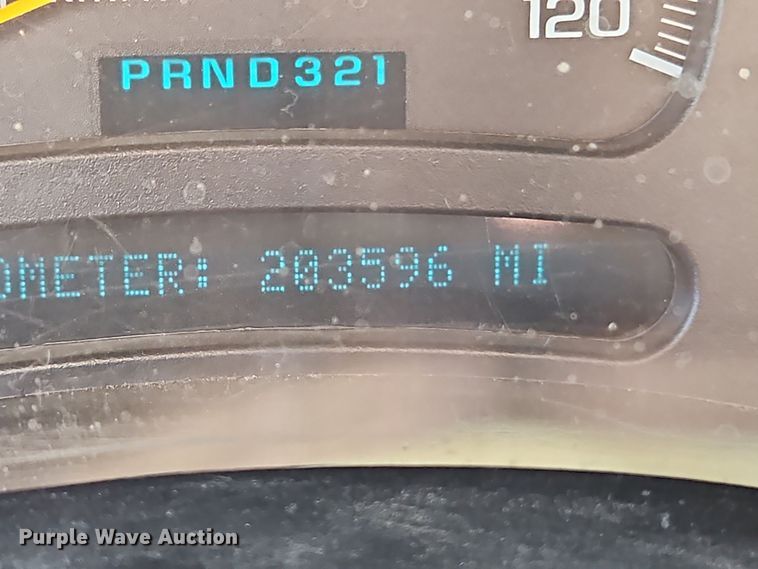 120
PRND321
OMETER: 203596 MI
Purple Wave Auction